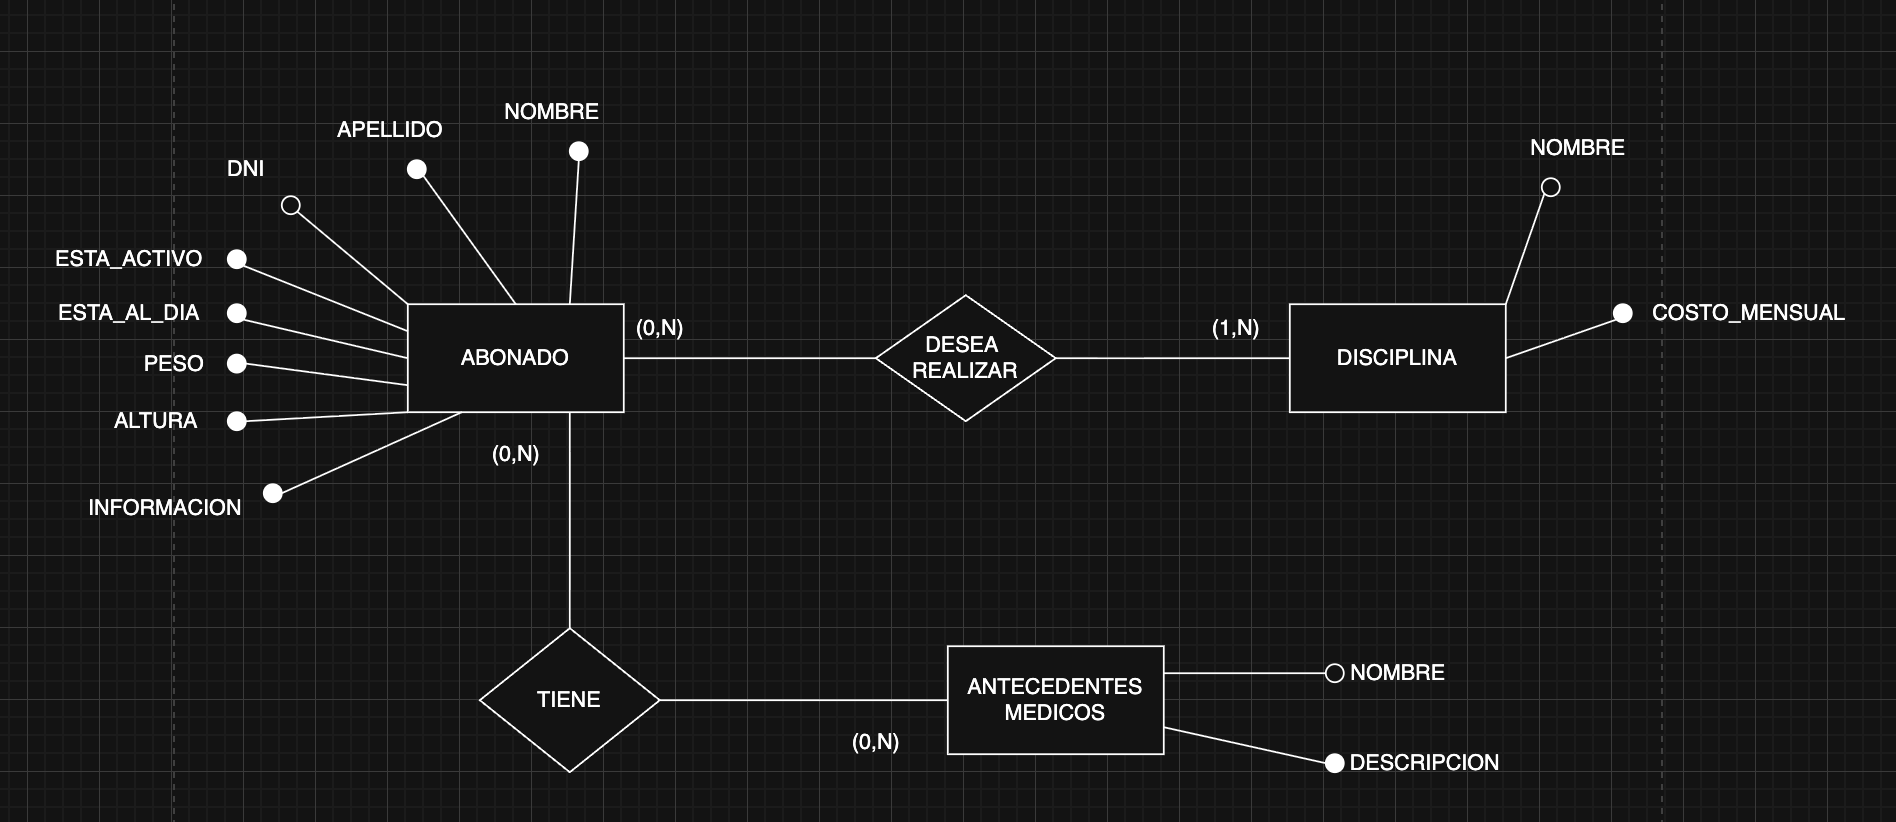 NOMBRE
APELLIDO
NOMBRE
DNI
ESTA_ACTIVO
ESTA_AL_DIA
COSTO_MENSUAL
(0,N)
(1,N)
DESEA
REALIZAR
ABONADO
DISCIPLINA
PESO
ALTURA
(0,N)
INFORMACION
NOMBRE
ANTECEDENTES
MEDICOS
TIENE
(0,N)
DESCRIPCION